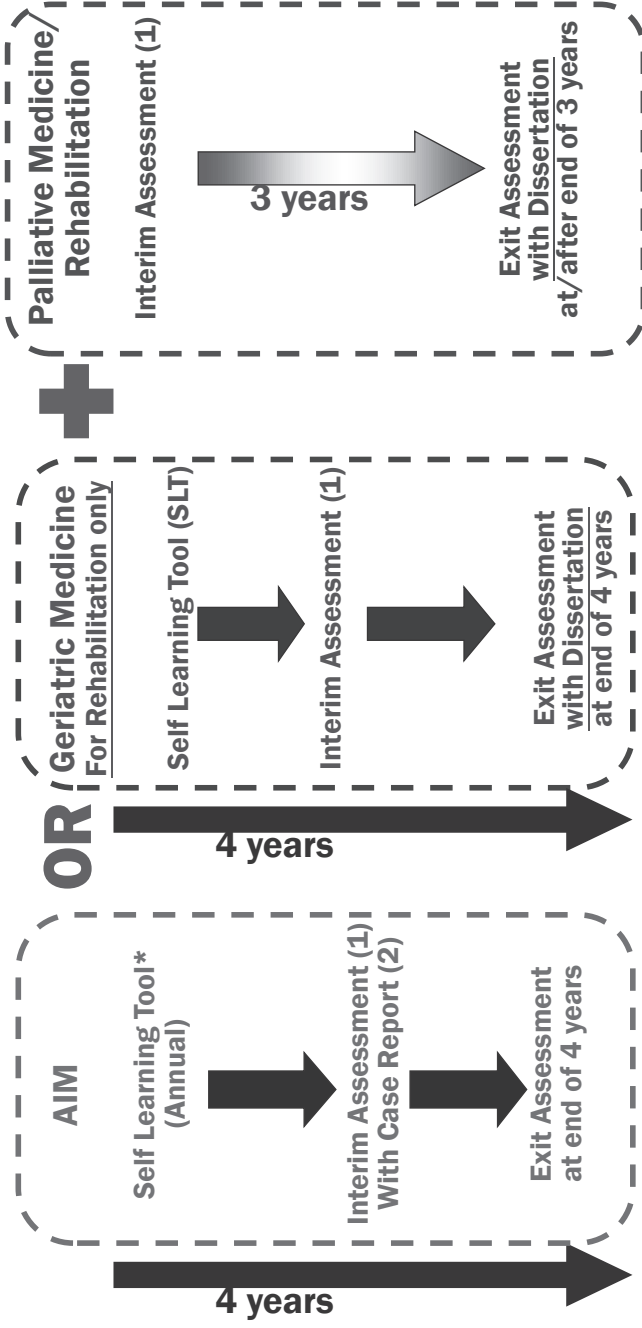 AIM
Self Learning Tool*
(Annual)
Interim Assessment (1)
With Case Report (2)
Exit Assessment
at end of 4 years
4 years
OR
Geriatric Medicine
For Rehabilitation only
Self Learning Tool (SLT)
Interim Assessment (1)
Exit Assessment
with Dissertation
at end of 4 years
4 years
+
Palliative Medicine/
Rehabilitation
Interim Assessment (1)
3 years
Exit Assessment
with Dissertation
at/after end of 3 years